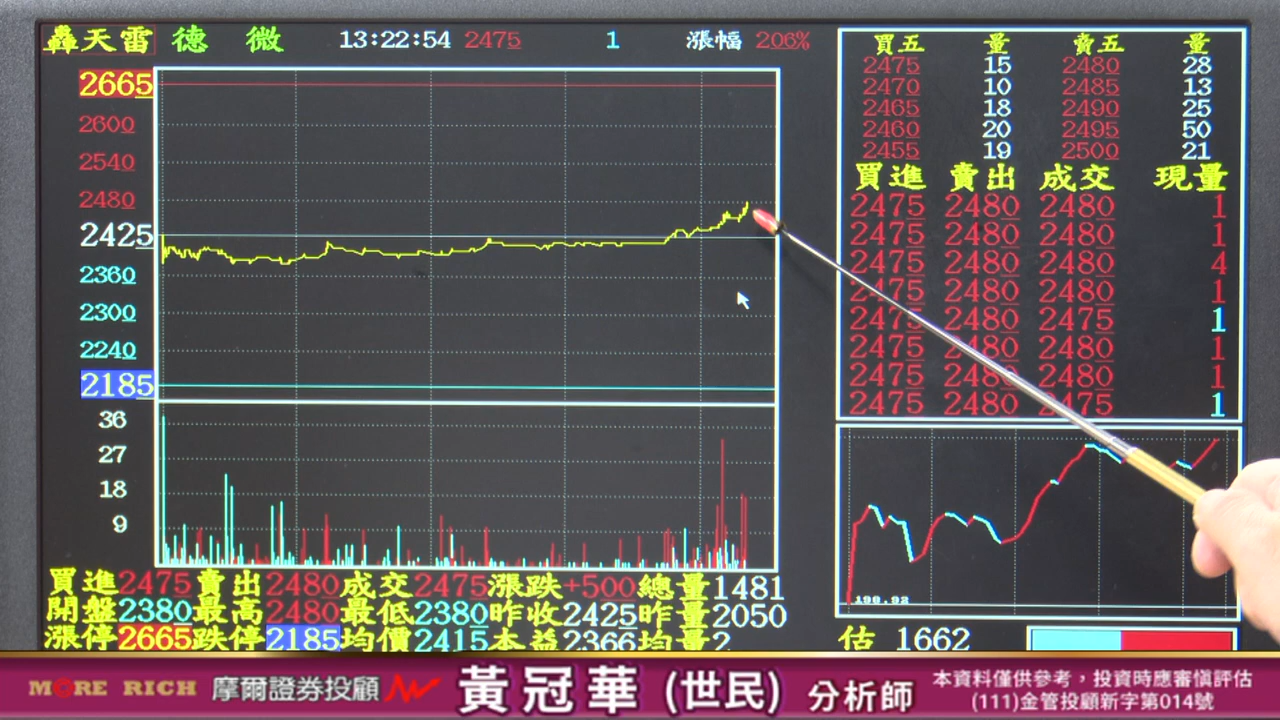 轟天雷 德 微 13:22:54 2475 1 漲幅 206%
2665
2600
2540
2480
2425
2360
2300
2240
2185
36
27
18
9
買五 量 賣五 量
2475 15 2480 28
2470 10 2485 13
2465 18 2490 25
2460 20 2495 50
2455 19 2500 21
買進 賣出 成交 現量
2475 2480 2480 1
2475 2480 2480 1
2475 2480 2480 4
2475 2480 2480 1
2475 2480 2475 1
2475 2480 2480 1
2475 2480 2480 1
2475 2480 2475 1
199.92
買進2475賣出2480成交2475漲跌+500總量1481
開盤2380最高2480最低2380昨收2425昨量2050
漲停2665跌停2185均價2415本益2366均量2
估 1662
MORE RICH 摩爾證券投顧 黃冠華(世民)分析師
本資料僅供參考，投資時應審慎評估
(111)金管投顧新字第014號